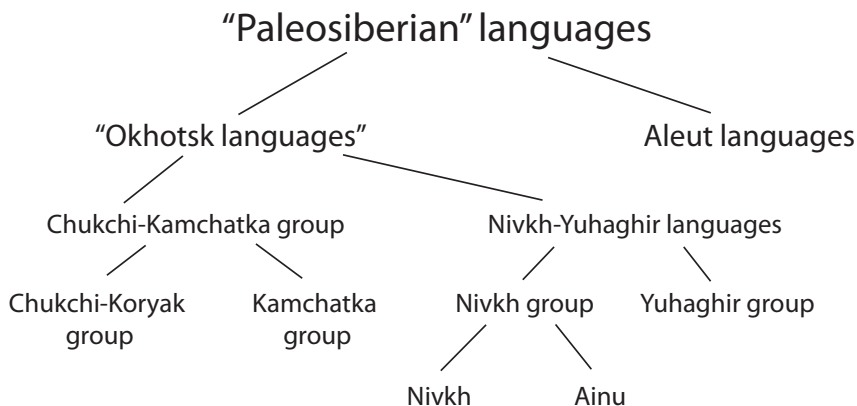 “Paleosiberian” languages
“Okhotsk languages”
Aleut languages
Chukchi-Kamchatka group
Nivkh-Yuhaghir languages
Chukchi-Koryak
group
Kamchatka
group
Nivkh group
Yuhaghir group
Nivkh
Ainu